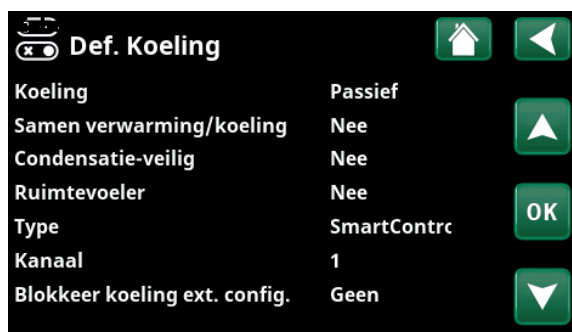 Def. Koeling
Koeling Passief
Samen verwarming/koeling Nee
Condensatie-veilig Nee
Ruimtevoeler Nee
Type SmartContrc
Kanaal 1
OK
Blokkeer koeling ext. config. Geen